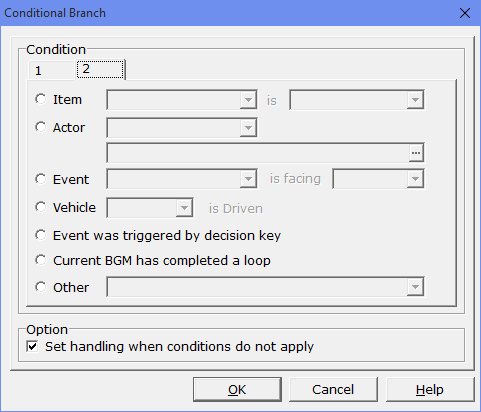 Conditional Branch
Condition
1 2
Item is
Actor
...
Event is facing
Vehicle is Driven
Event was triggered by decision key
Current BGM has completed a loop
Other
Option
Set handling when conditions do not apply
OK Cancel Help